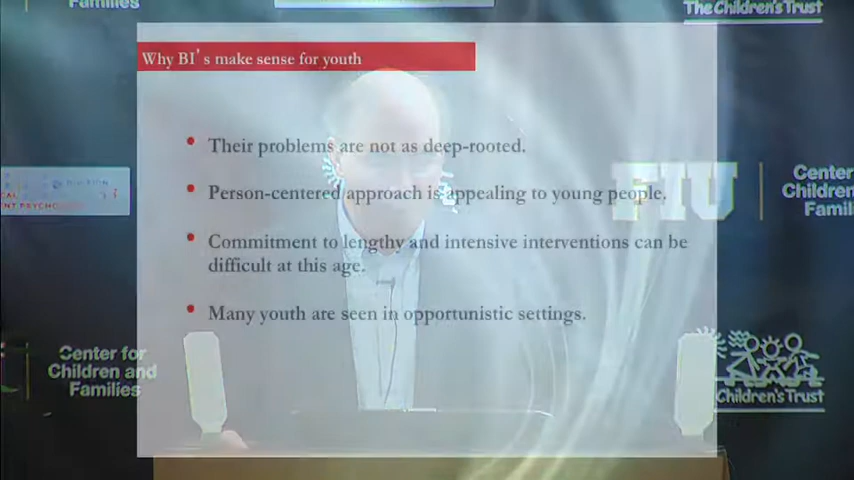 Families
The Children's Trust
Why BI's make sense for youth
• Their problems are not as deep-rooted.
• Person-centered approach is appealing to young people.
• Commitment to lengthy and intensive interventions can be
difficult at this age.
• Many youth are seen in opportunistic settings.
DIVISION
FIU
Center
Children
Famil
Center for
Children and
Families
Children's Trust